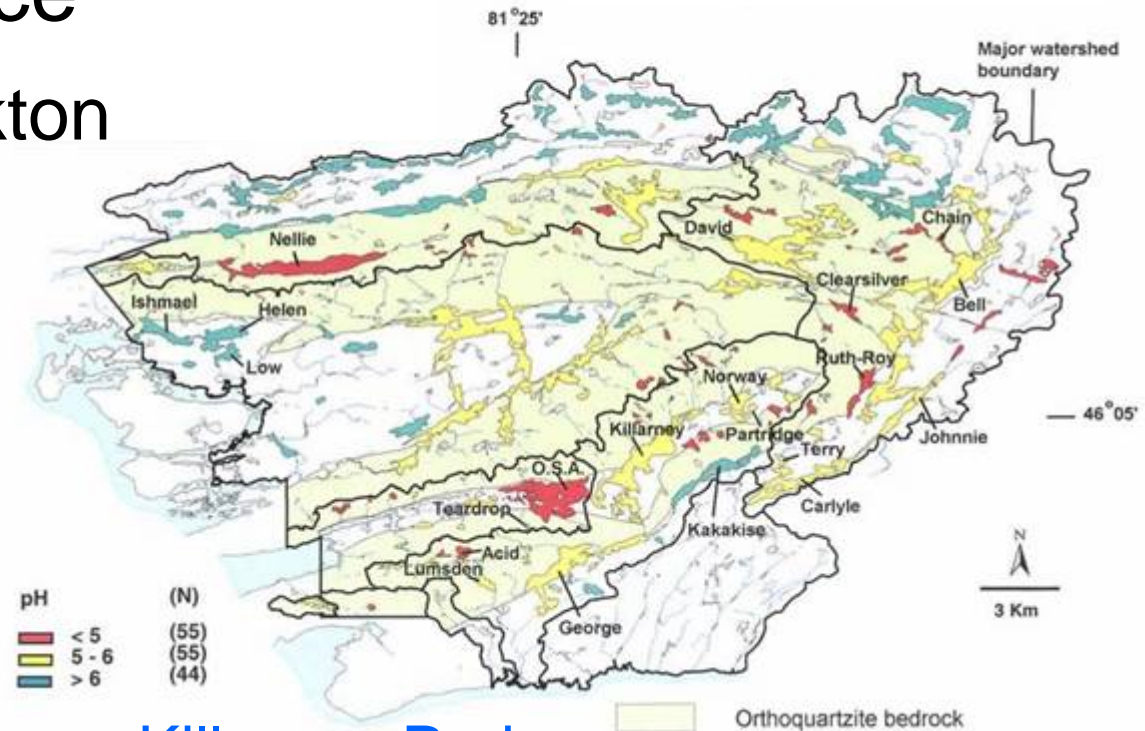 81°25'
Major watershed
boundary
Nellie
David
Chain
Clearsilver
Bell
Ishmael
Helen
Low
Ruth-Roy
Norway
46°05'
Killarney
Partridge
Johnnie
Terry
O.S.A.
Teardrop
Carlyle
Kakakise
Acid
Lumsden
George
N
3 Km
pH (N)
< 5 (55)
5 - 6 (55)
> 6 (44)
Orthoquartzite bedrock